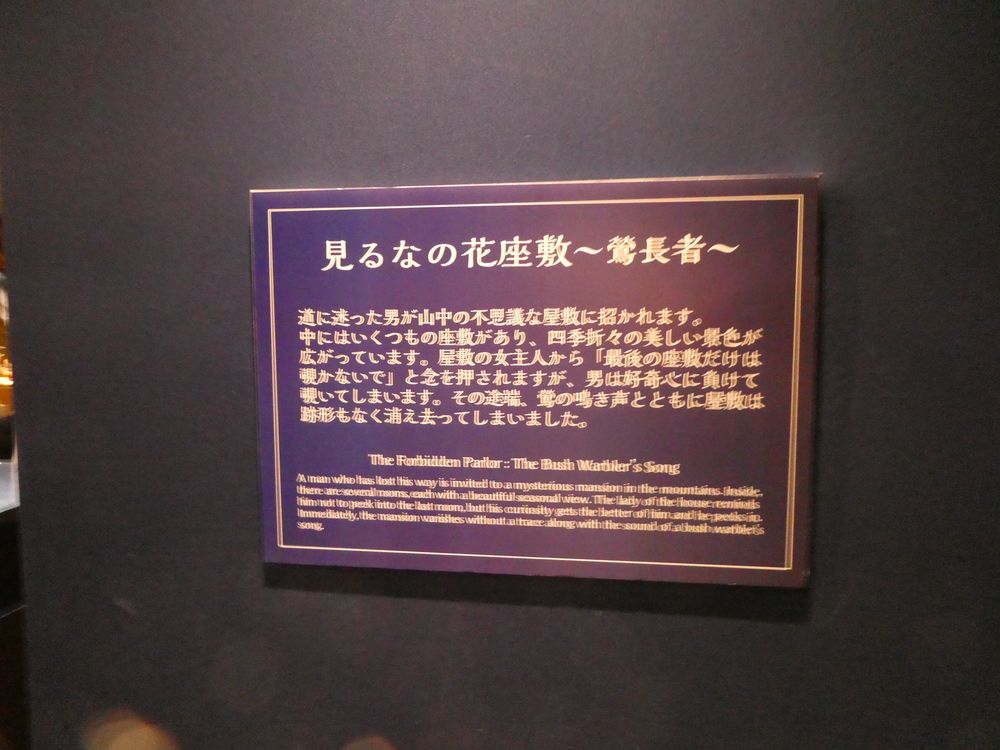 見るなの花座敷～鶯長者～
道に迷った男が山中の不思議な屋敷に招かれます。
中にはいくつもの座敷があり、四季折々の美しい景色が
広がっています。屋敷の女主人から「最後の座敷だけは
覗かないで」と念を押されますが、男は好奇心に負けて
覗いてしまいます。その途端、鶯の鳴き声とともに屋敷は
跡形もなく消え去ってしまいました。
The Forbidden Parlor : The Bush Warbler's Song
A man who has lost his way is invited to a mysterious mansion in the mountains. Inside,
there are several rooms, each with a beautiful seasonal view. The lady of the house reminds
him not to peek into the last room, but his curiosity gets the better of him and he peeks in.
Immediately, the mansion vanishes without a trace along with the sound of a bush warbler's
song.